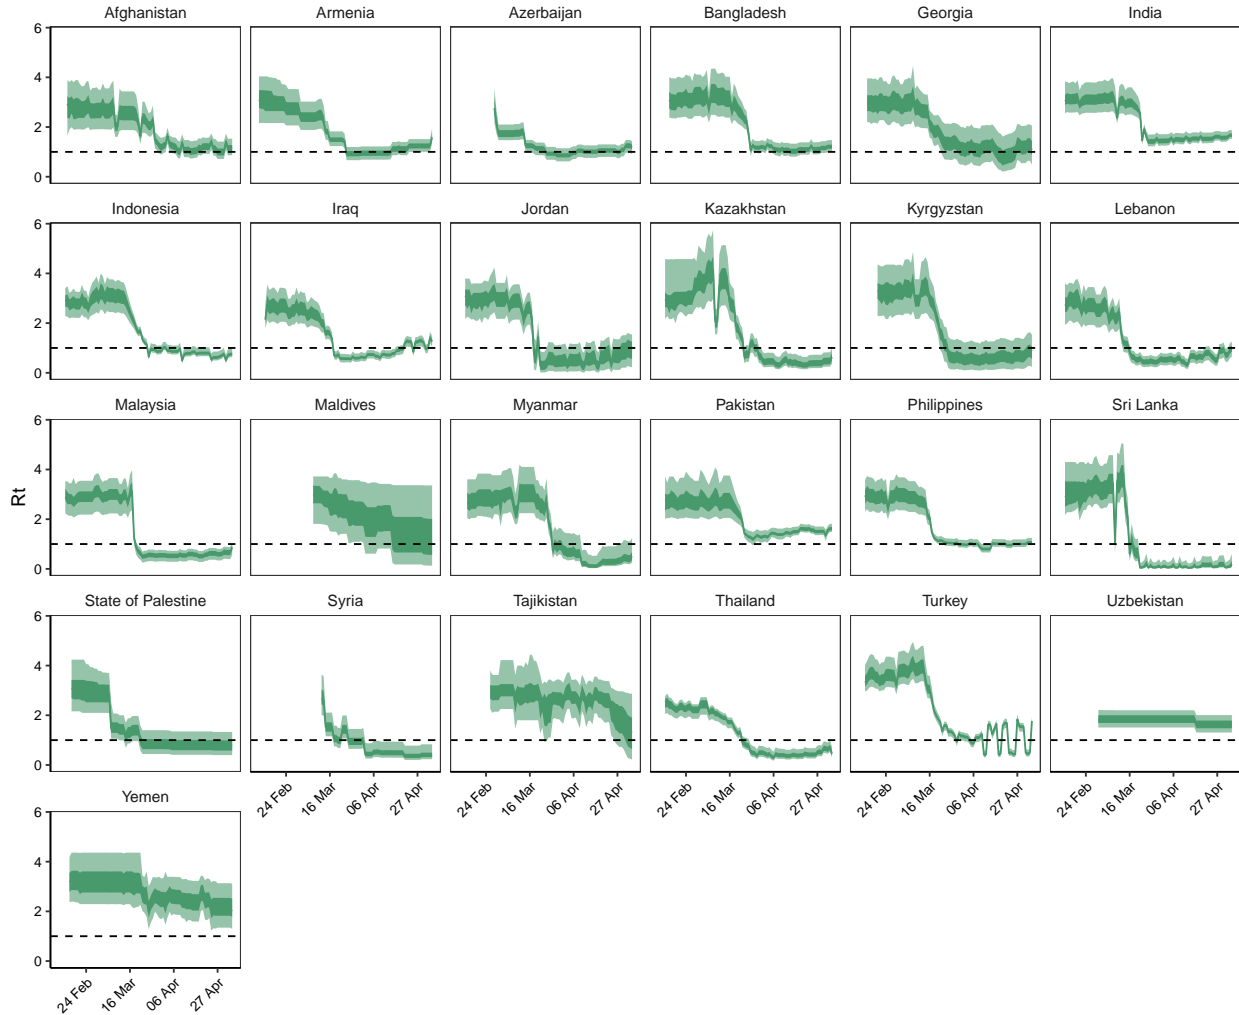 Afghanistan Armenia Azerbaijan Bangladesh Georgia India
6
4
2
0
Indonesia Iraq Jordan Kazakhstan Kyrgyzstan Lebanon
6
4
2
0
Malaysia Maldives Myanmar Pakistan Philippines Sri Lanka
6
4
2
0
Rt
State of Palestine Syria Tajikistan Thailand Turkey Uzbekistan
6
4
2
0
24 Feb 16 Mar 06 Apr 27 Apr 24 Feb 16 Mar 06 Apr 27 Apr 24 Feb 16 Mar 06 Apr 27 Apr 24 Feb 16 Mar 06 Apr 27 Apr 24 Feb 16 Mar 06 Apr 27 Apr
Yemen
6
4
2
0
24 Feb 16 Mar 06 Apr 27 Apr